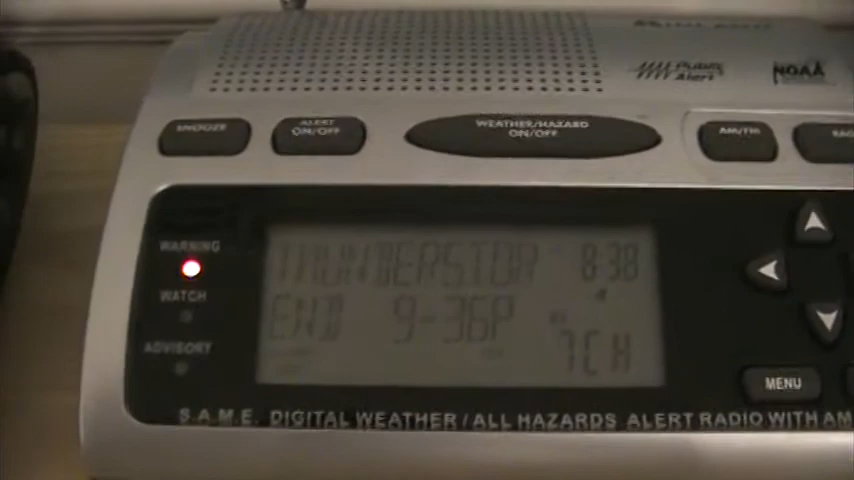 MIDLAND
Public
Alert
NOAA
SNOOZE
ALERT
ON/OFF
WEATHER/HAZARD
ON/OFF
AM/FM
WARNING
THUNDERSTOR
8:38
WATCH
END 9-36P
7CH
ADVISORY
MENU
S.A.M.E. DIGITAL WEATHER/ALL HAZARDS ALERT RADIO WITH AM